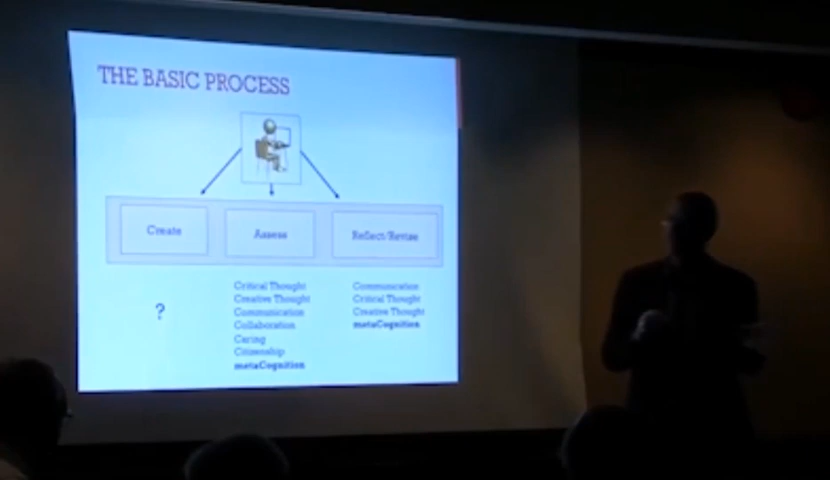 THE BASIC PROCESS
Create
Assess
Reflect/Revise
?
Critical Thought
Creative Thought
Communication
Collaboration
Caring
Citizenship
metaCognition
Communication
Critical Thought
Creative Thought
metaCognition